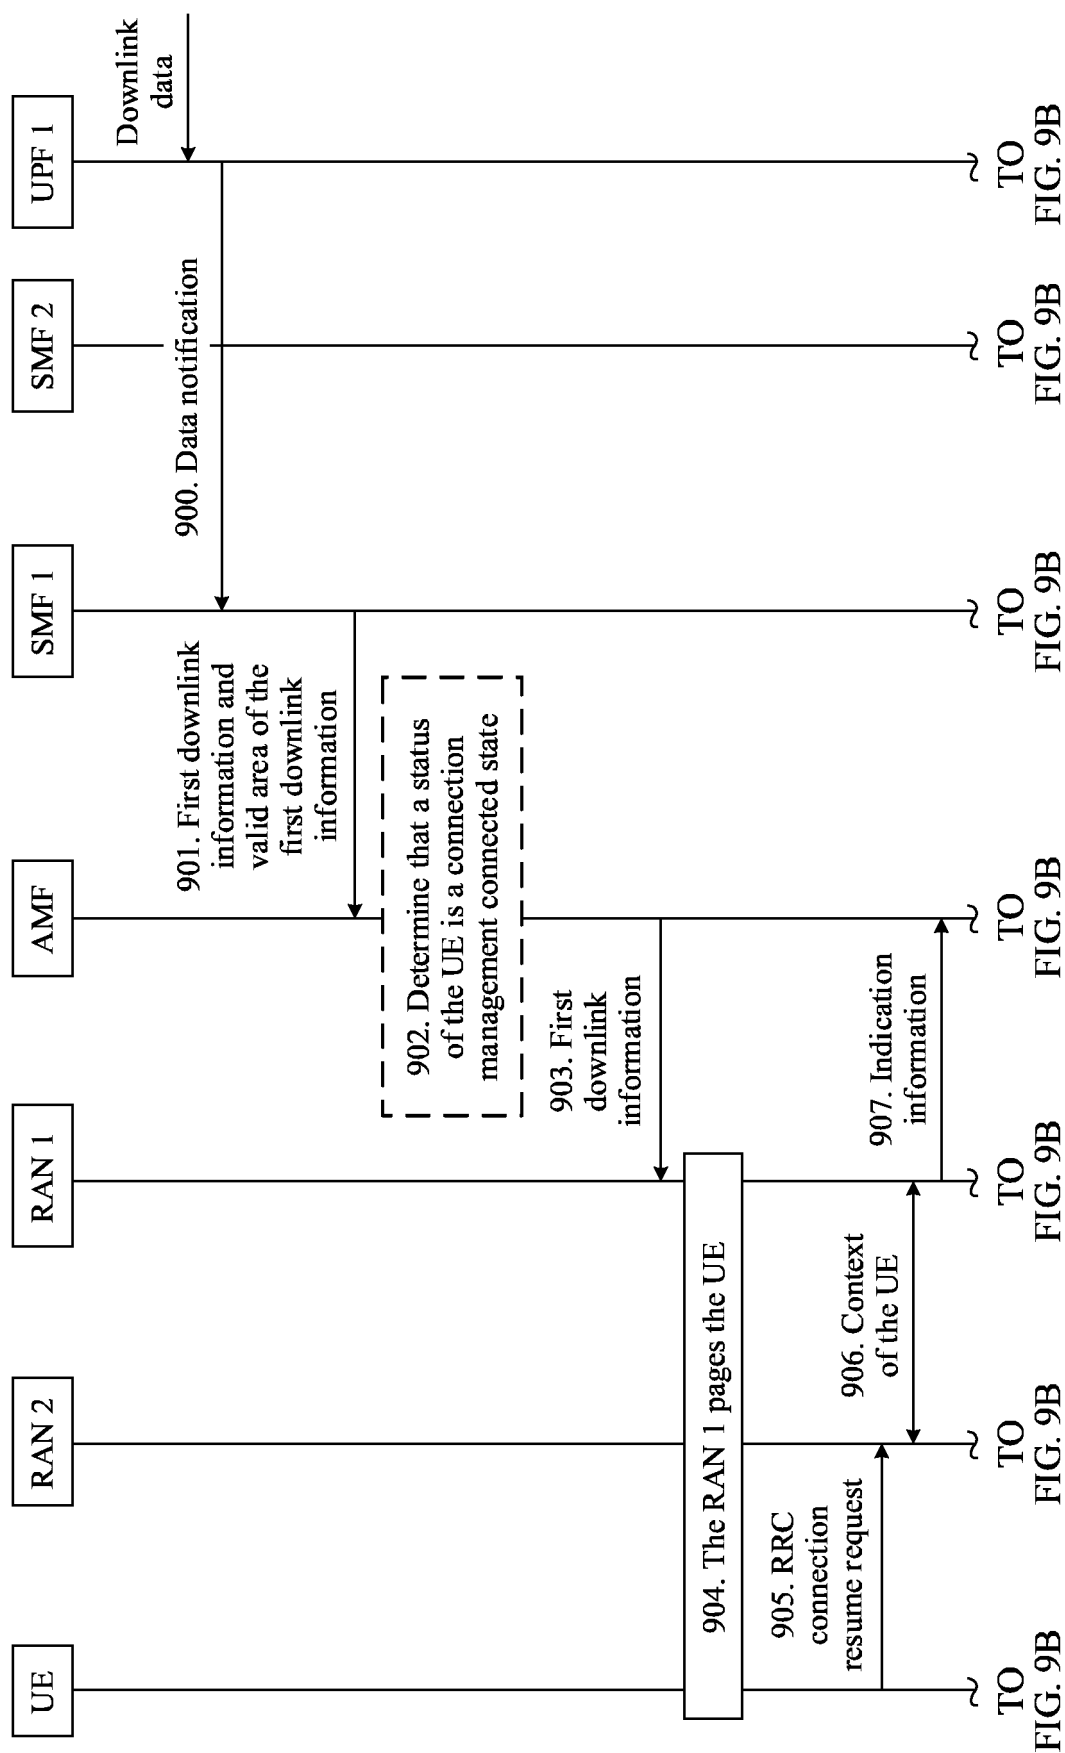 UE
RAN 2
RAN 1
AMF
SMF 1
SMF 2
UPF 1
Downlink
data
900. Data notification
901. First downlink
information and
valid area of the
first downlink
information
902. Determine that a status
of the UE is a connection
management connected state
903. First
downlink
information
904. The RAN 1 pages the UE
905. RRC
connection
resume request
906. Context
of the UE
907. Indication
information
TO
FIG. 9B
TO
FIG. 9B
TO
FIG. 9B
TO
FIG. 9B
TO
FIG. 9B
TO
FIG. 9B
TO
FIG. 9B